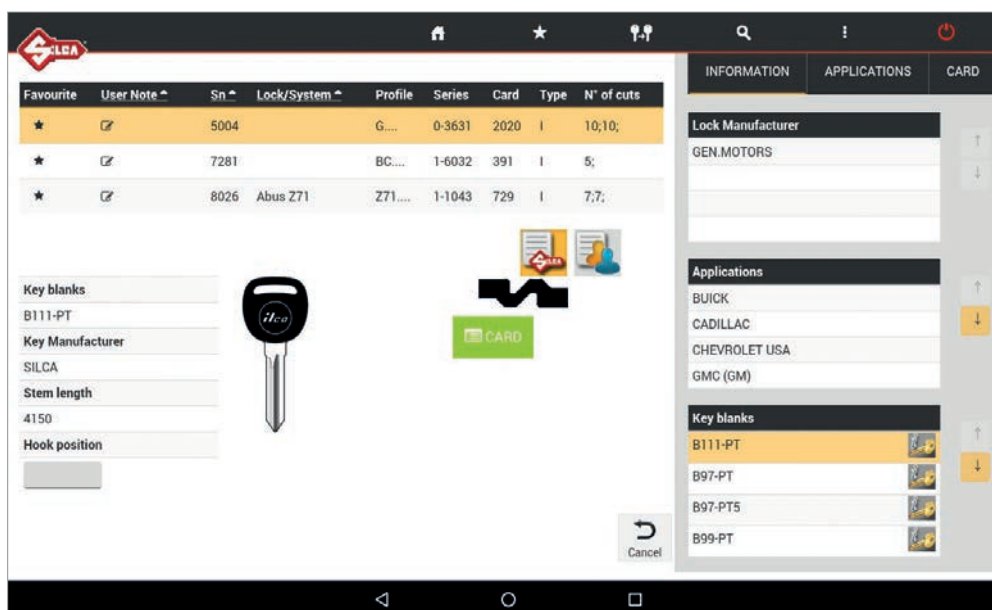 SILCA
INFORMATION APPLICATIONS CARD
Favourite User Note Sn Lock/System Profile Series Card Type N° of cuts
5004 G.... 0-3631 2020 I 10;10;
7281 BC.... 1-6032 391 I 5;
8026 Abus Z71 Z71.... 1-1043 729 I 7;7;
Lock Manufacturer
GEN.MOTORS
SILCA
Key blanks
B111-PT
Key Manufacturer
SILCA
Stem length
4150
Hook position
ilco
CARD
Applications
BUICK
CADILLAC
CHEVROLET USA
GMC (GM)
Key blanks
B111-PT
B97-PT
B97-PT5
B99-PT
Cancel